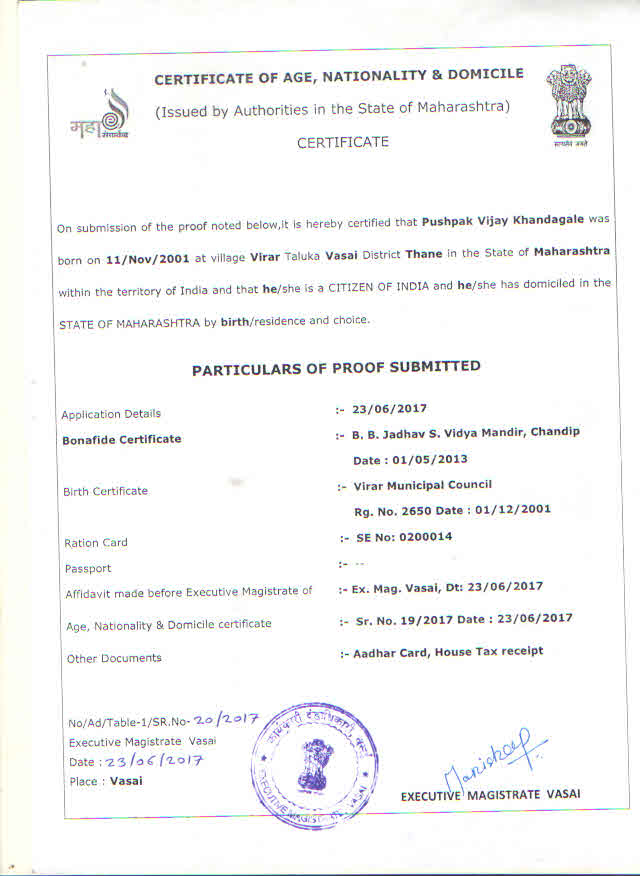 CERTIFICATE OF AGE, NATIONALITY & DOMICILE
(Issued by Authorities in the State of Maharashtra)
CERTIFICATE
महा
सत्यमेव जयते
On submission of the proof noted below,it is hereby certified that Pushpak Vijay Khandagale was
born on 11/Nov/2001 at village Virar Taluka Vasai District Thane in the State of Maharashtra
within the territory of India and that he/she is a CITIZEN OF INDIA and he/she has domiciled in the
STATE OF MAHARASHTRA by birth/residence and choice.
PARTICULARS OF PROOF SUBMITTED
Application Details :- 23/06/2017
Bonafide Certificate :- B. B. Jadhav S. Vidya Mandir, Chandip
Date : 01/05/2013
Birth Certificate :- Virar Municipal Council
Rg. No. 2650 Date : 01/12/2001
Ration Card :- SE No: 0200014
Passport :- --
Affidavit made before Executive Magistrate of :- Ex. Mag. Vasai, Dt: 23/06/2017
Age, Nationality & Domicile certificate :- Sr. No. 19/2017 Date : 23/06/2017
Other Documents :- Aadhar Card, House Tax receipt
No/Ad/Table-1/SR.No- 20/2017
Executive Magistrate Vasai
Date : 23/06/2017
Place : Vasai
कार्यकारी दंडाधिकारी, वसई
EXECUTIVE MAGISTRATE, VASAI
EXECUTIVE MAGISTRATE VASAI